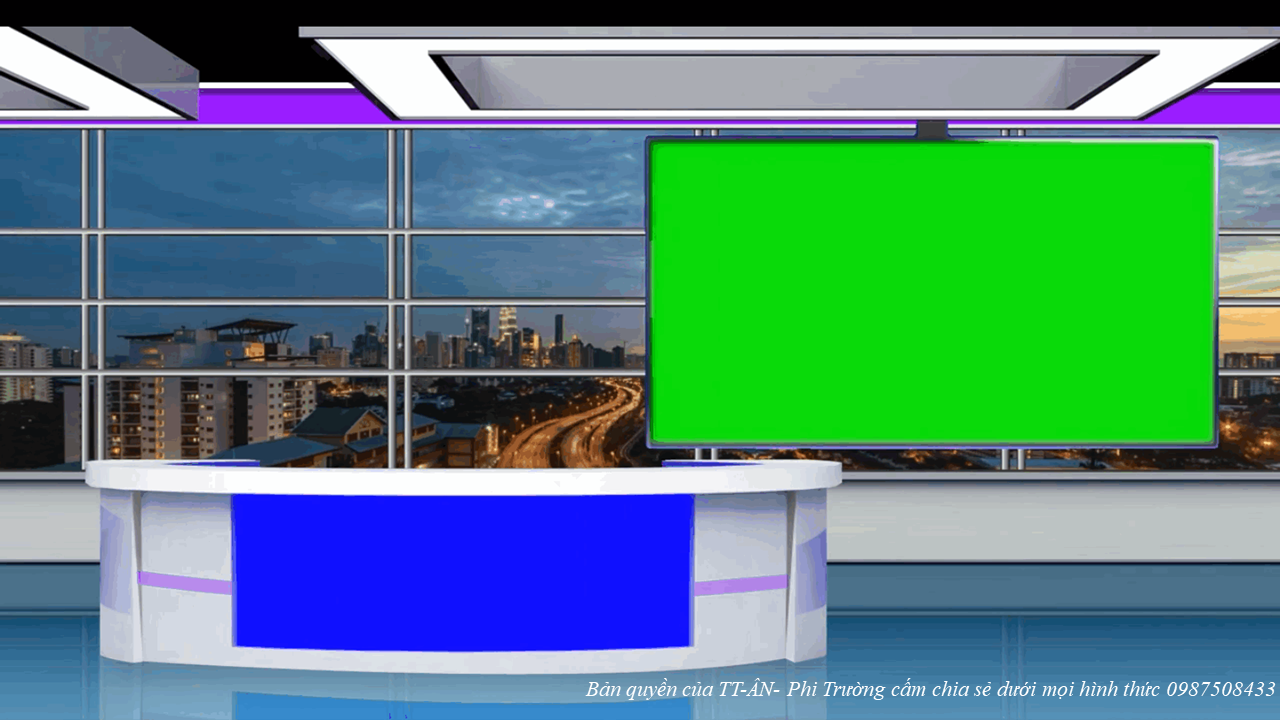 Bản quyền của TT-ÂN- Phi Trường cấm chia sẻ dưới mọi hình thức 0987508433